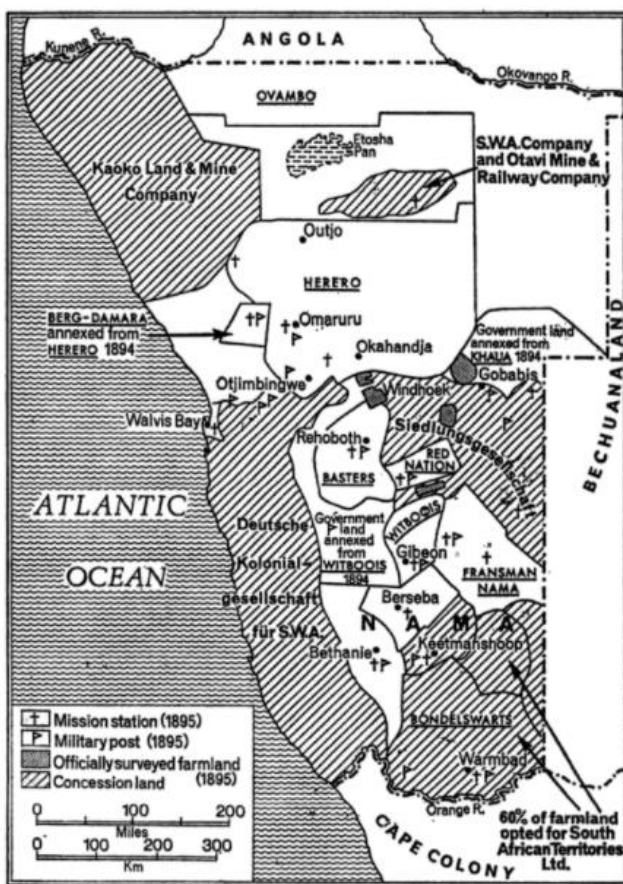 ANGOLA
Kunene R.
Okovango R.
OVAMBO
Etosha
Pan
Kaoko Land & Mine
Company
S.W.A. Company
and Otavi Mine &
Railway Company
Outjo
HERERO
BERG-DAMARA
annexed from
HERERO 1894
Omaruru
Okahandja
Government land
annexed from
KHAUA 1894
Gobabis
Otjimbingwe
Windhoek
Walvis Bay
Siedlungsgesellschaft
Rehoboth
RED
NATION
BASTERS
BECHUANALAND
ATLANTIC
OCEAN
Deutsche
Kolonial-
gesellschaft
für S.W.A.
Government
land
annexed
from
WITBOOIS
1894
WITBOOIS
Gibeon
FRANSMAN
NAMA
Berseba
NAMA
Keetmanshoop
Bethanie
BONDELSWARTS
Warmbad
Orange R.
CAPE COLONY
60% of farmland
opted for South
African Territories
Ltd.
Mission station (1895)
Military post (1895)
Officially surveyed farmland
Concession land (1895)
0 100 200
Miles
0 100 200 300
Km